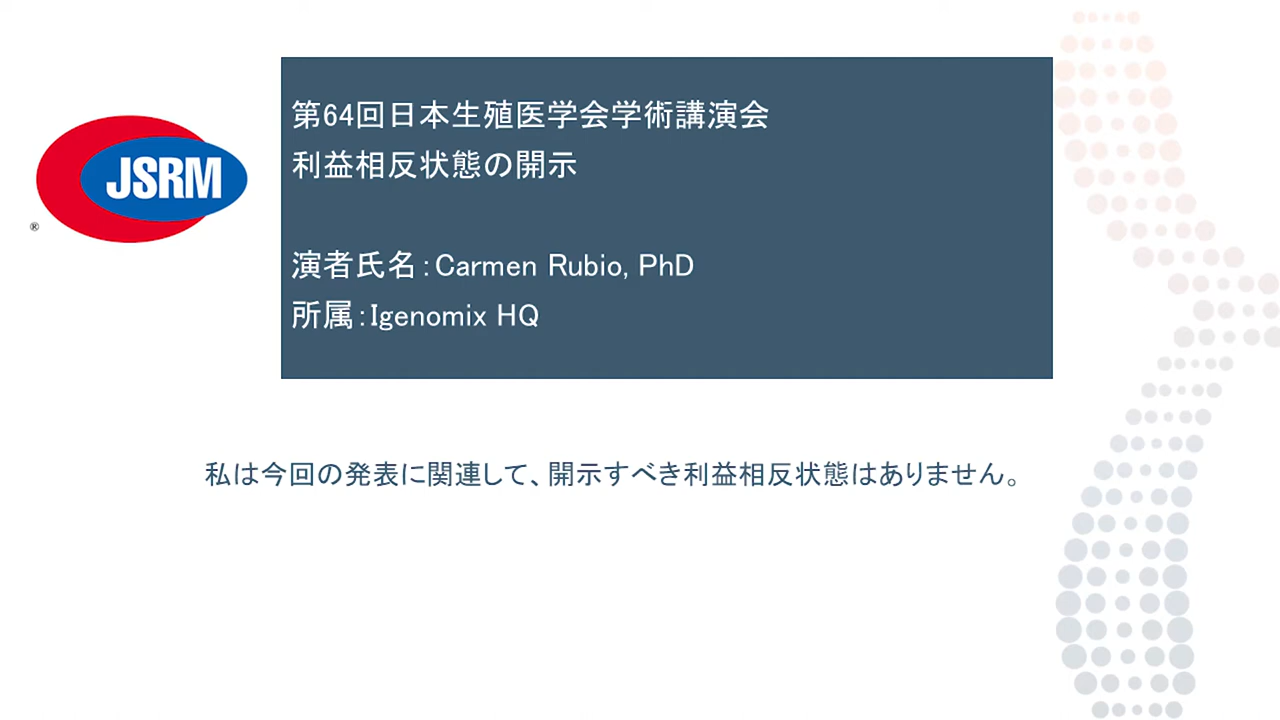 JSRM
®
第64回日本生殖医学会学術講演会
利益相反状態の開示
演者氏名：Carmen Rubio, PhD
所属：Igenomix HQ
私は今回の発表に関連して、開示すべき利益相反状態はありません。